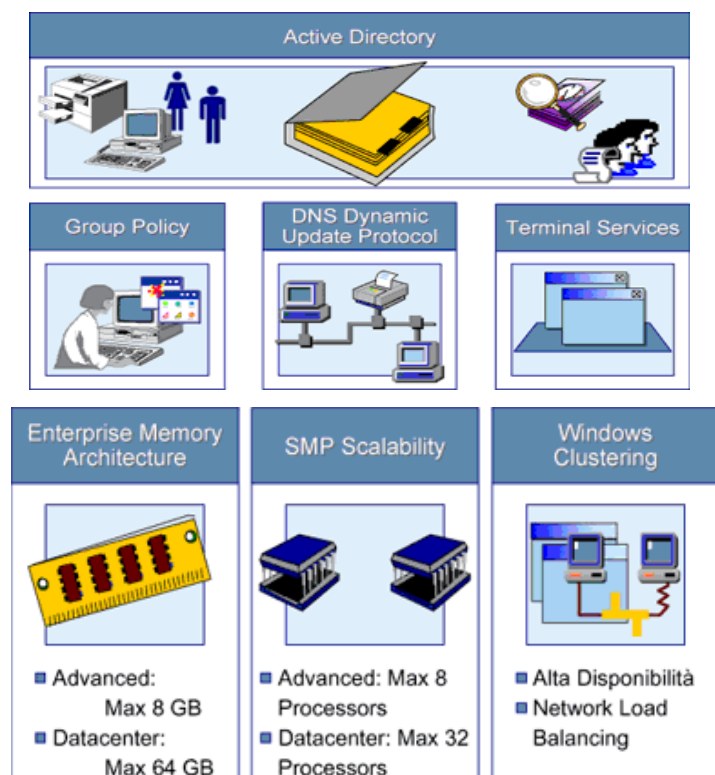 Active Directory
Group Policy
DNS Dynamic
Update Protocol
Terminal Services
Enterprise Memory
Architecture
SMP Scalability
Windows
Clustering
Advanced:
Max 8 GB
Datacenter:
Max 64 GB
Advanced: Max 8
Processors
Datacenter: Max 32
Processors
Alta Disponibilità
Network Load
Balancing